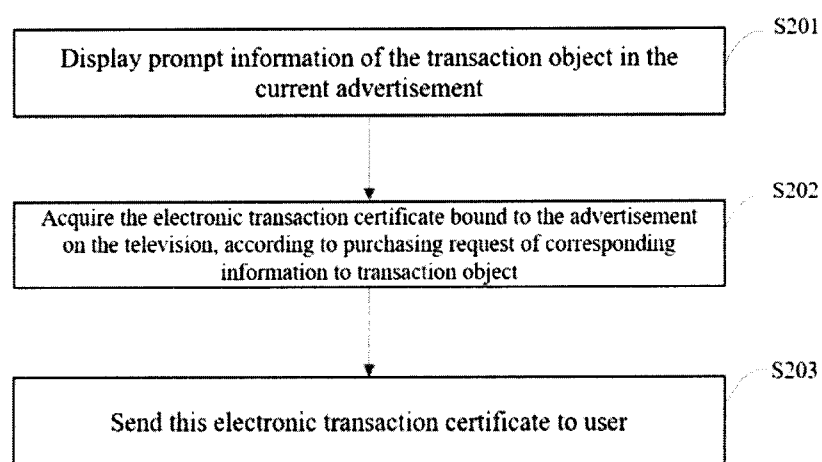 S201
Display prompt information of the transaction object in the
current advertisement
S202
Acquire the electronic transaction certificate bound to the advertisement
on the television, according to purchasing request of corresponding
information to transaction object
S203
Send this electronic transaction certificate to user